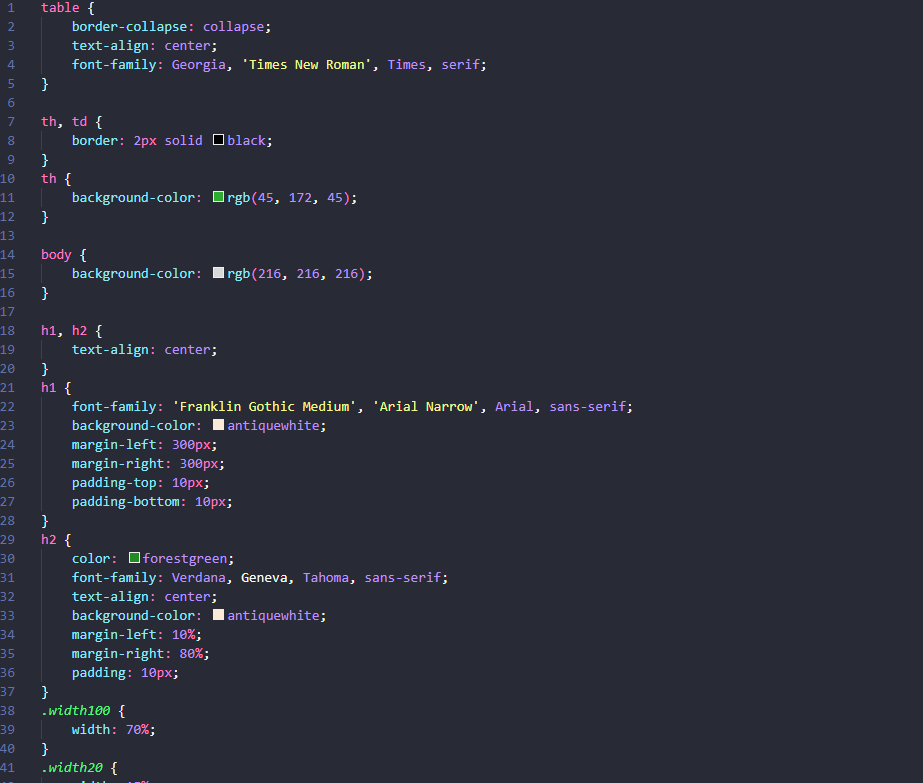 1 table {
2 border-collapse: collapse;
3 text-align: center;
4 font-family: Georgia, 'Times New Roman', Times, serif;
5 }
6
7 th, td {
8 border: 2px solid black;
9 }
10 th {
11 background-color: rgb(45, 172, 45);
12 }
13
14 body {
15 background-color: rgb(216, 216, 216);
16 }
17
18 h1, h2 {
19 text-align: center;
20 }
21 h1 {
22 font-family: 'Franklin Gothic Medium', 'Arial Narrow', Arial, sans-serif;
23 background-color: antiquewhite;
24 margin-left: 300px;
25 margin-right: 300px;
26 padding-top: 10px;
27 padding-bottom: 10px;
28 }
29 h2 {
30 color: forestgreen;
31 font-family: Verdana, Geneva, Tahoma, sans-serif;
32 text-align: center;
33 background-color: antiquewhite;
34 margin-left: 10%;
35 margin-right: 80%;
36 padding: 10px;
37 }
38 .width100 {
39 width: 70%;
40 }
41 .width20 {